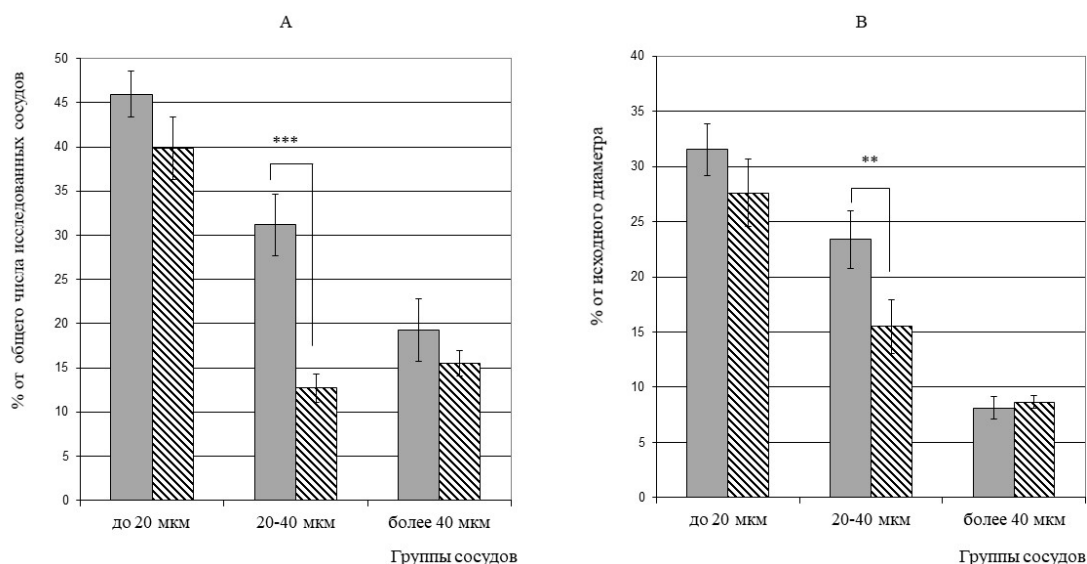 А
% от общего числа исследованных сосудов
50
45
40
35
30
25
20
15
10
5
0
***
до 20 мкм
20-40 мкм
более 40 мкм
Группы сосудов
В
% от исходного диаметра
40
35
30
25
20
15
10
5
0
**
до 20 мкм
20-40 мкм
более 40 мкм
Группы сосудов